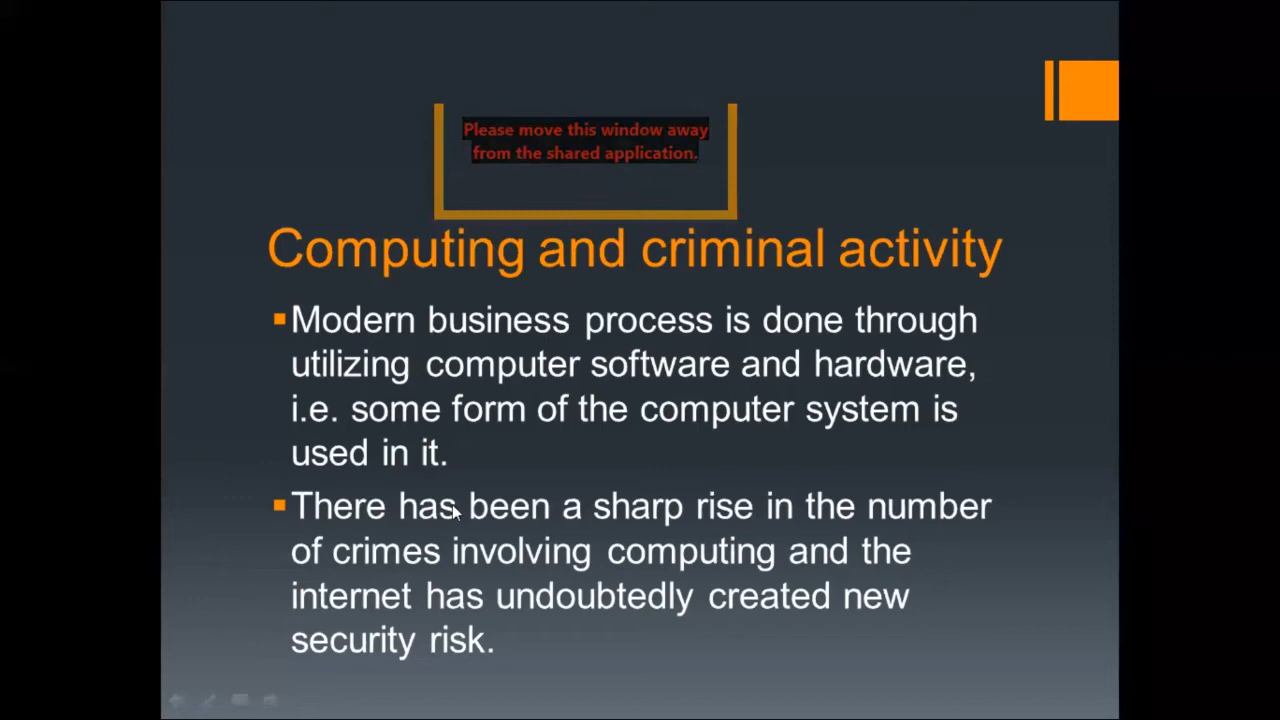 Please move this window away
from the shared application.
Computing and criminal activity
Modern business process is done through
utilizing computer software and hardware,
i.e. some form of the computer system is
used in it.
There has been a sharp rise in the number
of crimes involving computing and the
internet has undoubtedly created new
security risk.